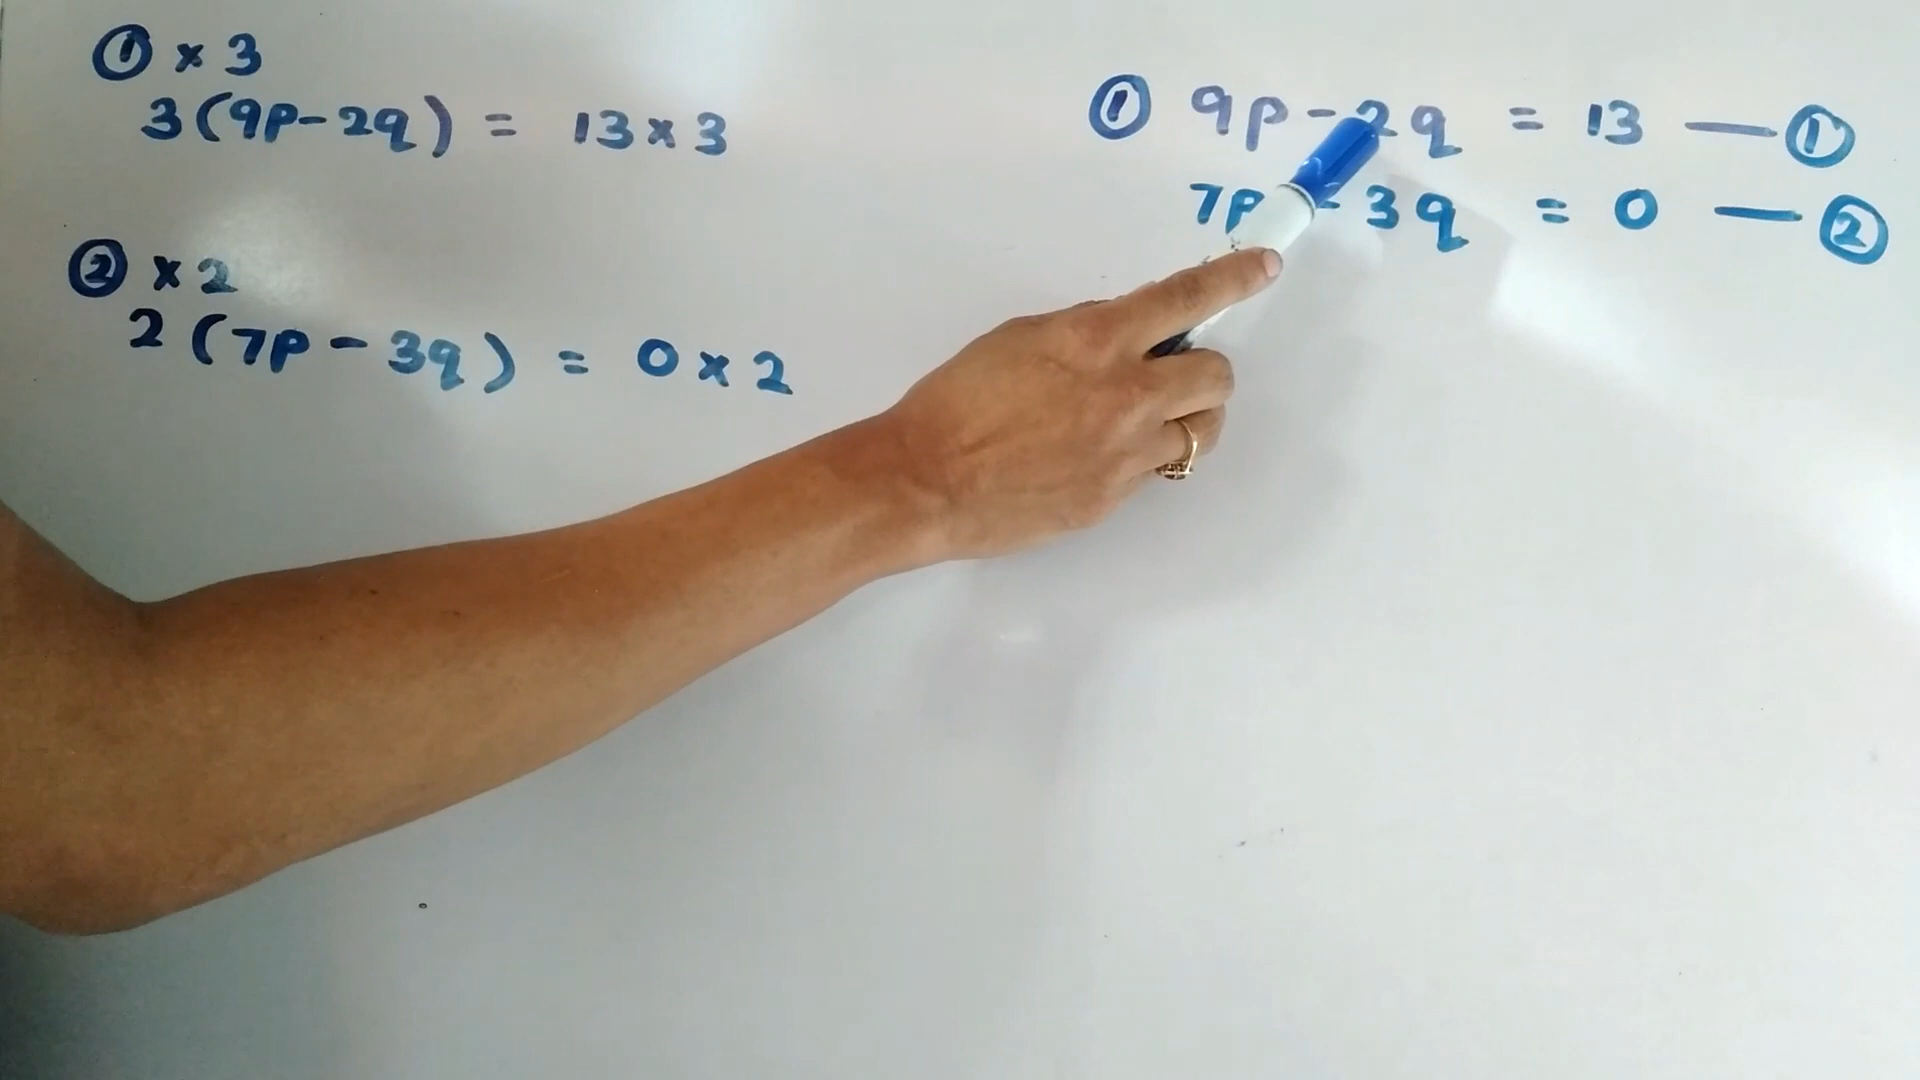 ① × 3
3(9p-2q) = 13 × 3
② × 2
2(7p - 3q) = 0 × 2
① 9p - 2q = 13 — ①
7p - 3q = 0 — ②